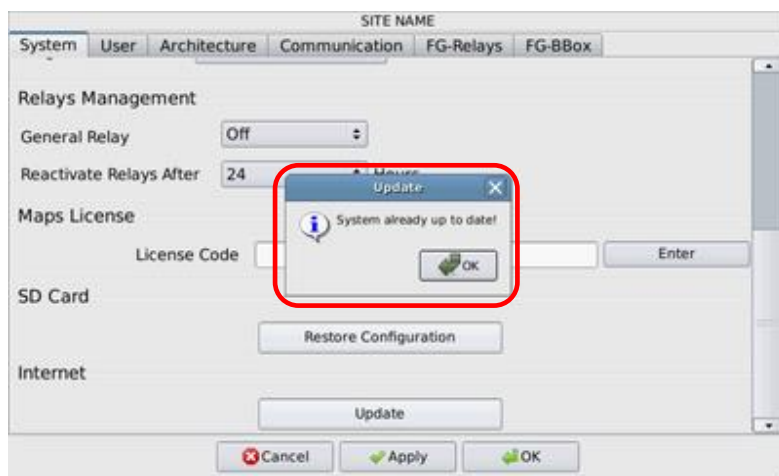 SITE NAME
System User Architecture Communication FG-Relays FG-BBox
Relays Management
General Relay Off
Reactivate Relays After 24 Hours
Update
System already up to date!
OK
Maps License
License Code Enter
SD Card
Restore Configuration
Internet
Update
Cancel Apply OK